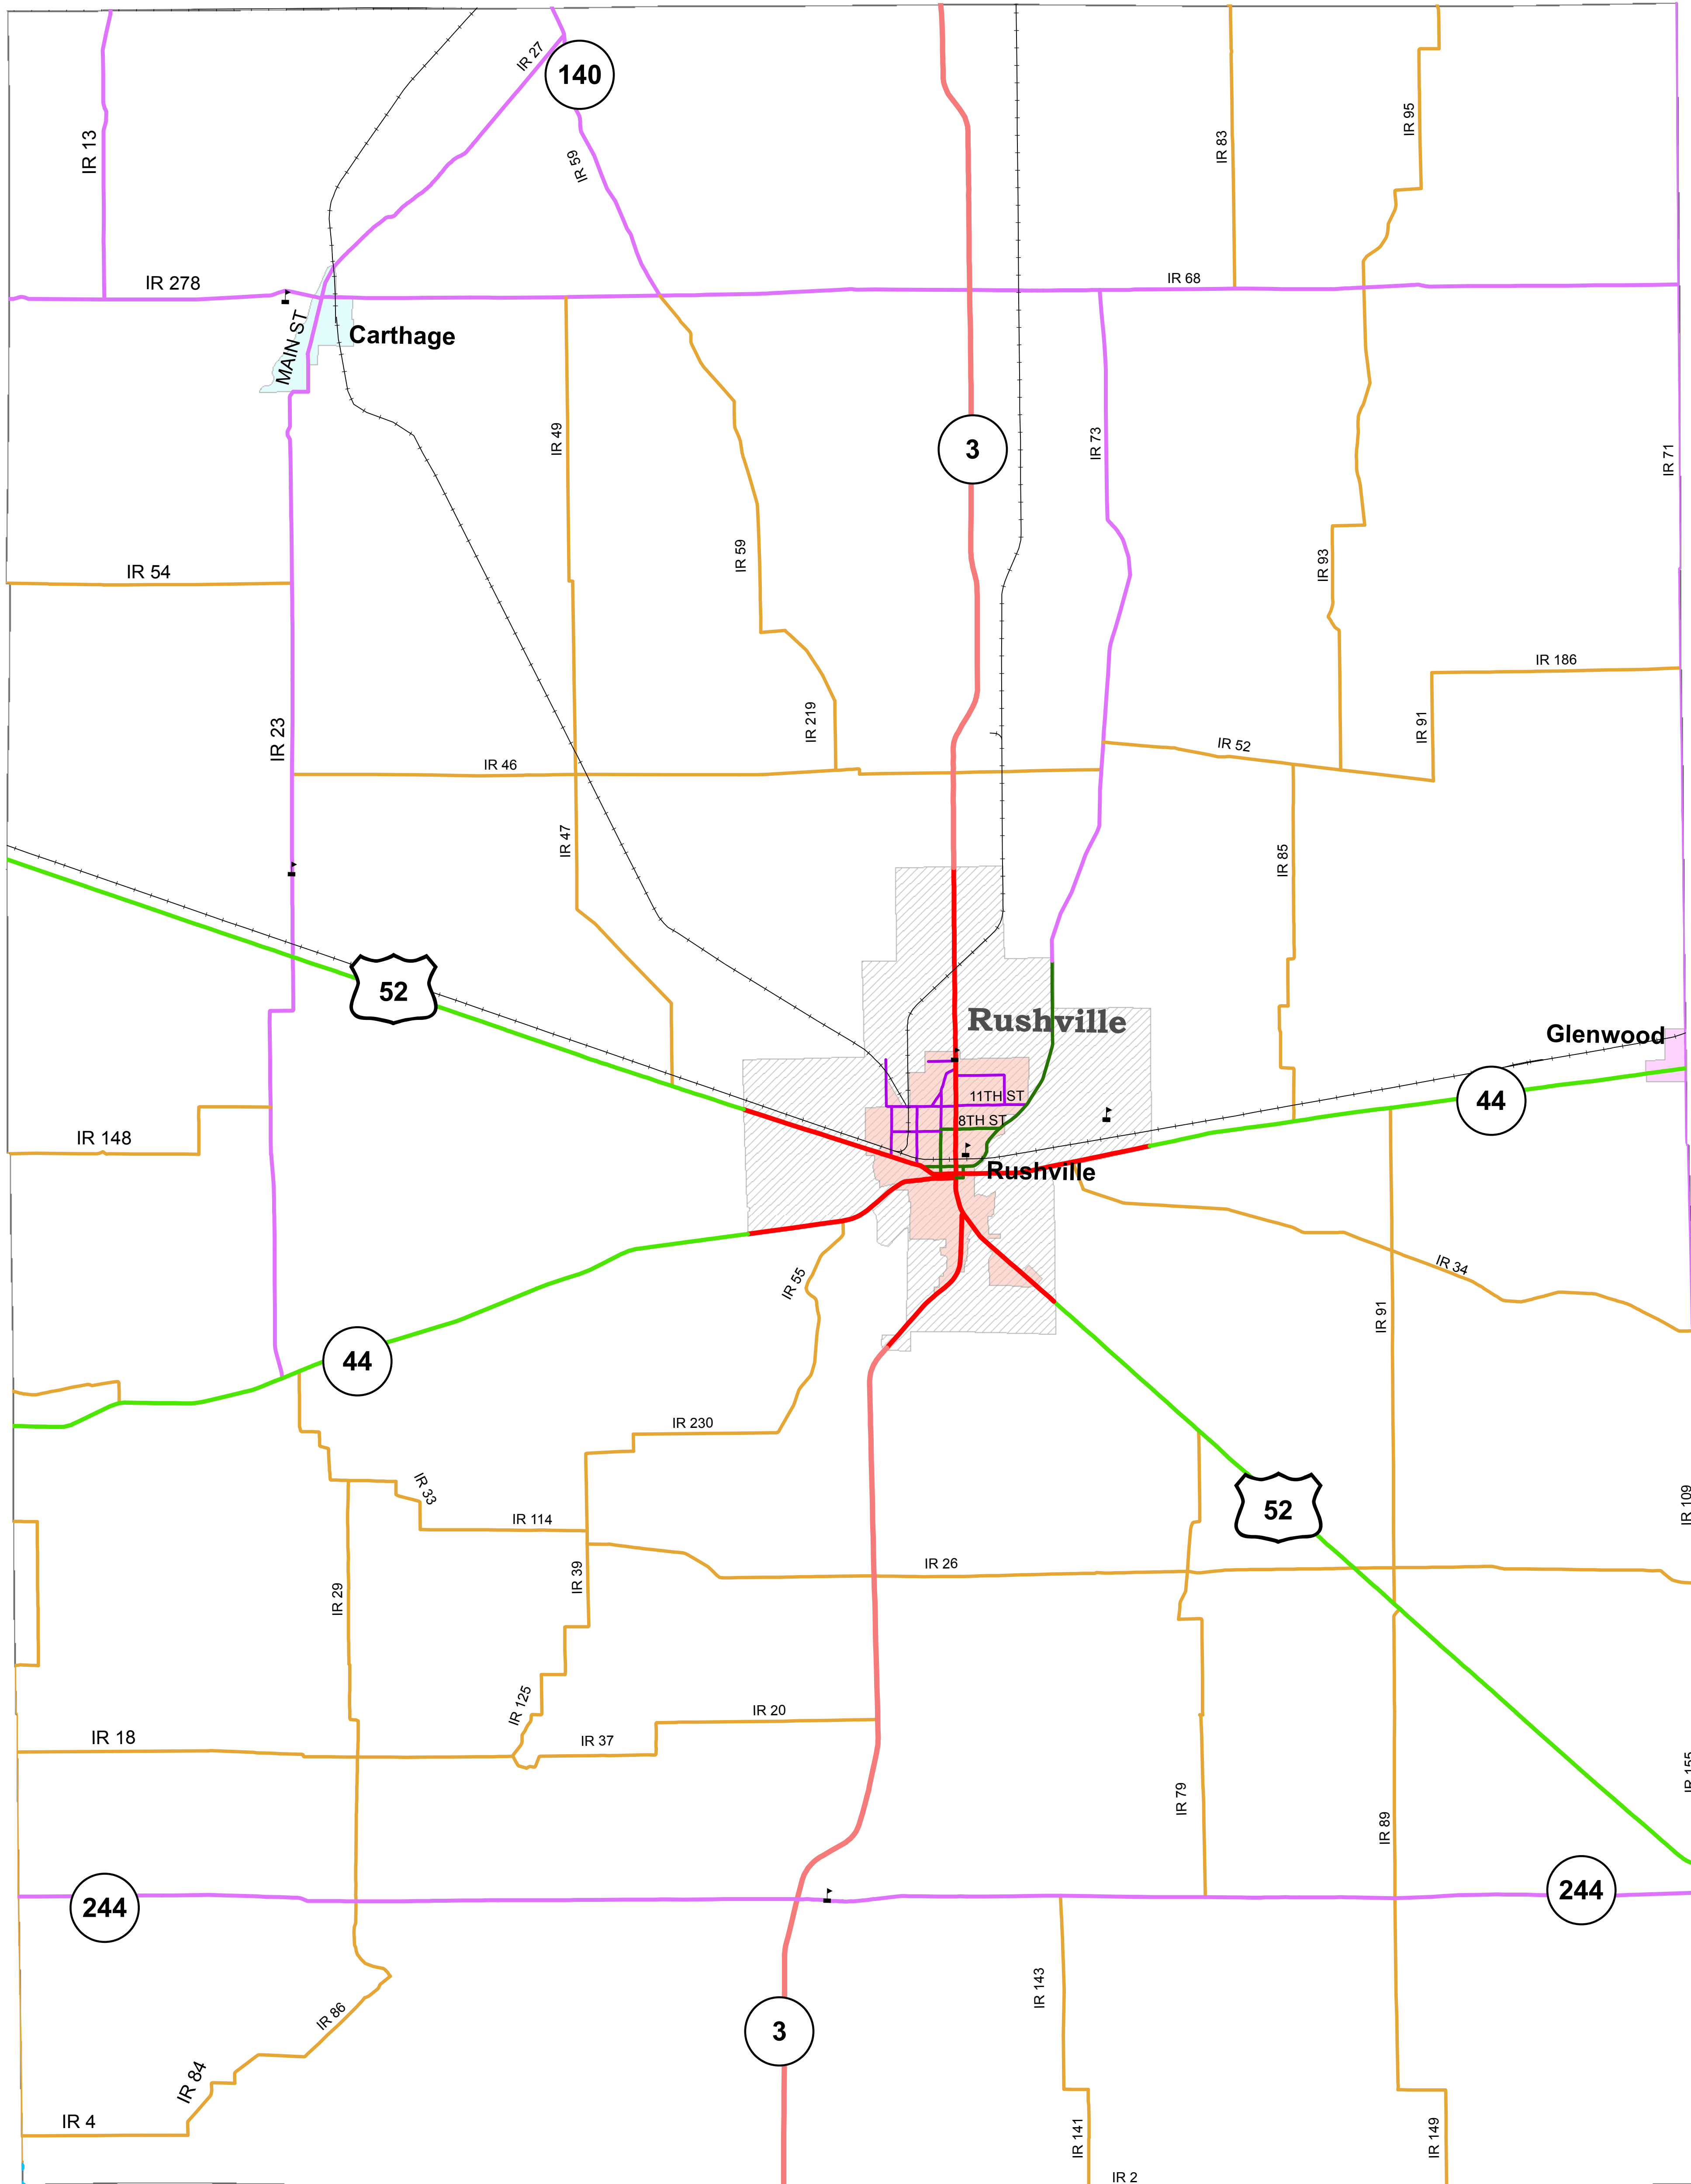 IR 27
140
IR 13
IR 59
IR 83
IR 95
IR 278
IR 68
MAIN ST
Carthage
IR 49
3
IR 73
IR 71
IR 59
IR 54
IR 93
IR 186
IR 23
IR 219
IR 91
IR 52
IR 46
IR 47
IR 85
52
Rushville
Glenwood
44
11TH ST
8TH ST
IR 148
Rushville
IR 34
IR 55
IR 91
44
IR 230
IR 33
IR 109
52
IR 114
IR 26
IR 39
IR 29
IR 125
IR 20
IR 18
IR 37
IR 155
IR 79
IR 89
244
244
IR 143
IR 86
3
IR 84
IR 4
IR 141
IR 149
IR 2